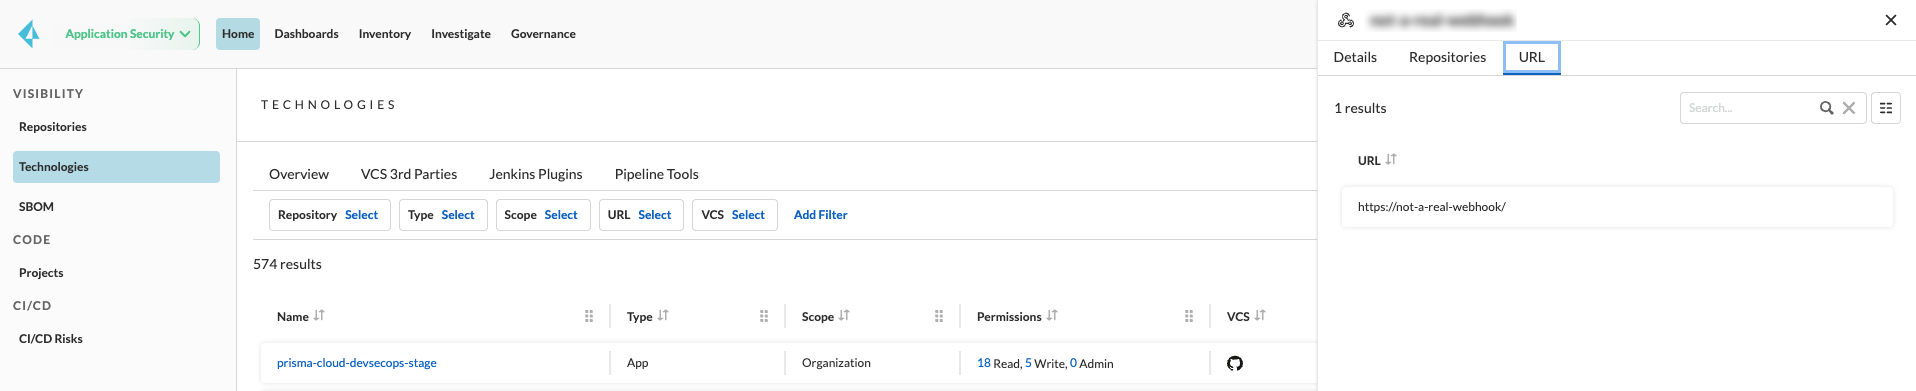 Application Security
Home
Dashboards
Inventory
Investigate
Governance
VISIBILITY
Repositories
Technologies
SBOM
CODE
Projects
CI/CD
CI/CD Risks
TECHNOLOGIES
Overview
VCS 3rd Parties
Jenkins Plugins
Pipeline Tools
Repository Select
Type Select
Scope Select
URL Select
VCS Select
Add Filter
574 results
Name
Type
Scope
Permissions
VCS
prisma-cloud-devsecops-stage
App
Organization
18 Read, 5 Write, 0 Admin
Details
Repositories
URL
1 results
Search...
URL
https://not-a-real-webhook/